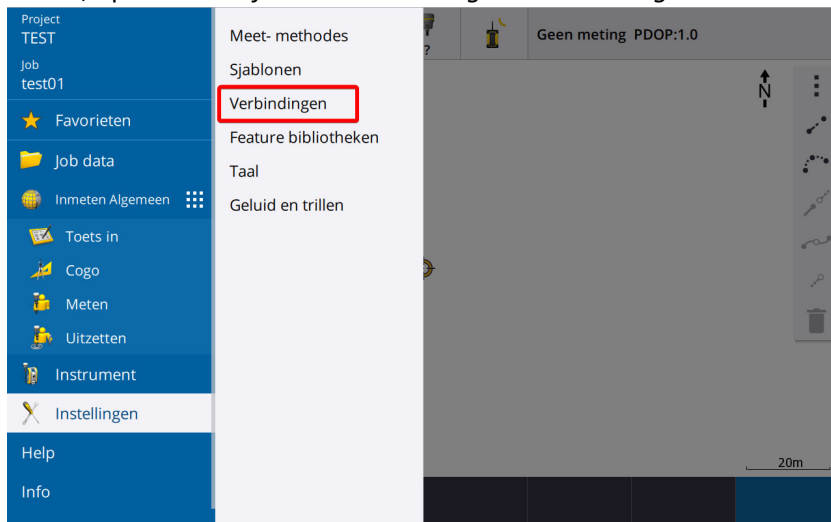 Project
TEST
Job
test01
Favorieten
Job data
Inmeten Algemeen
Toets in
Cogo
Meten
Uitzetten
Instrument
Instellingen
Help
Info
Meet- methodes
Sjablonen
Verbindingen
Feature bibliotheken
Taal
Geluid en trillen
?
Geen meting PDOP:1.0
N
20m